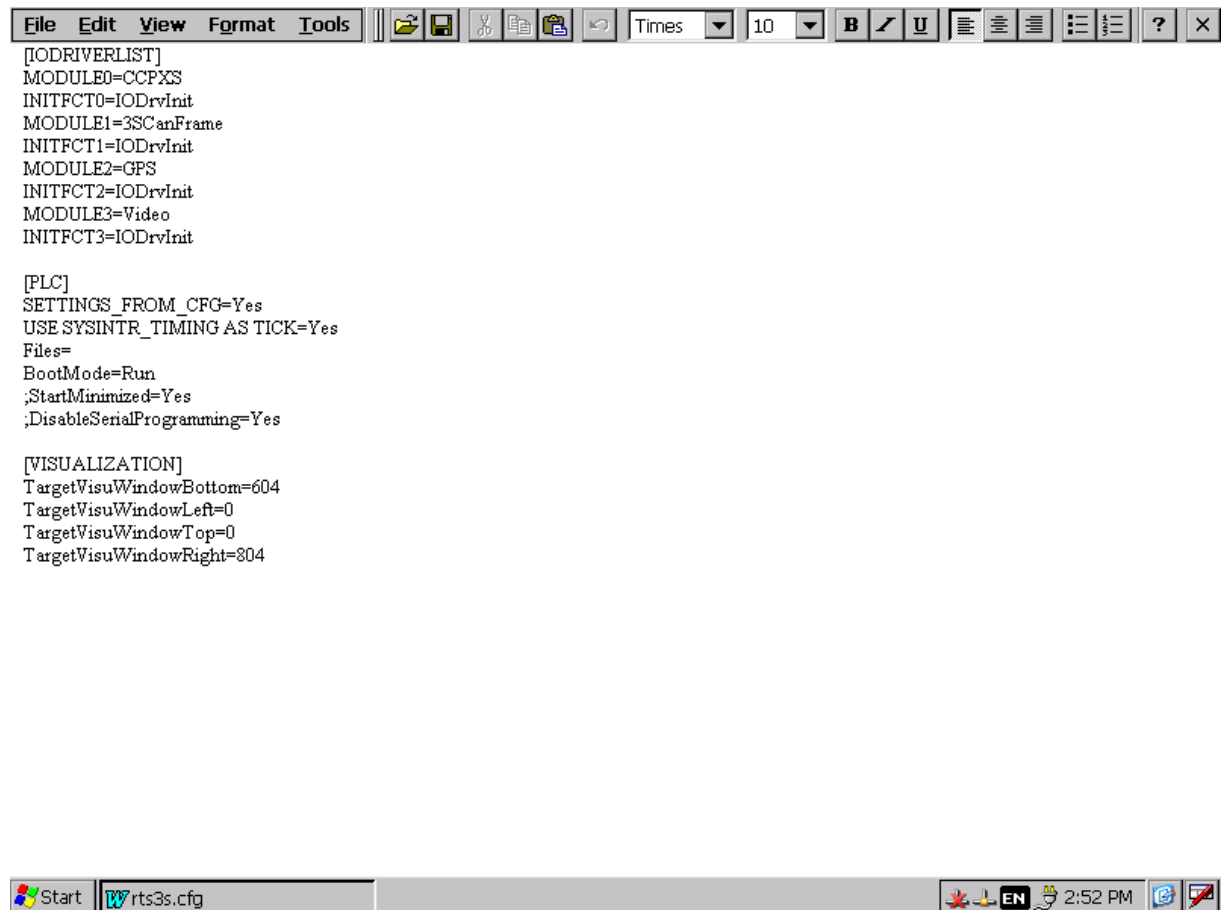 File Edit View Format Tools Times 10 B I U ? ×
[IODRIVERLIST]
MODULE0=CCPXS
INITFCT0=IODrvInit
MODULE1=3SCanFrame
INITFCT1=IODrvInit
MODULE2=GPS
INITFCT2=IODrvInit
MODULE3=Video
INITFCT3=IODrvInit
[PLC]
SETTINGS_FROM_CFG=Yes
USE SYSINTR_TIMING AS TICK=Yes
Files=
BootMode=Run
;StartMinimized=Yes
;DisableSerialProgramming=Yes
[VISUALIZATION]
TargetVisuWindowBottom=604
TargetVisuWindowLeft=0
TargetVisuWindowTop=0
TargetVisuWindowRight=804
Start rts3s.cfg EN 2:52 PM